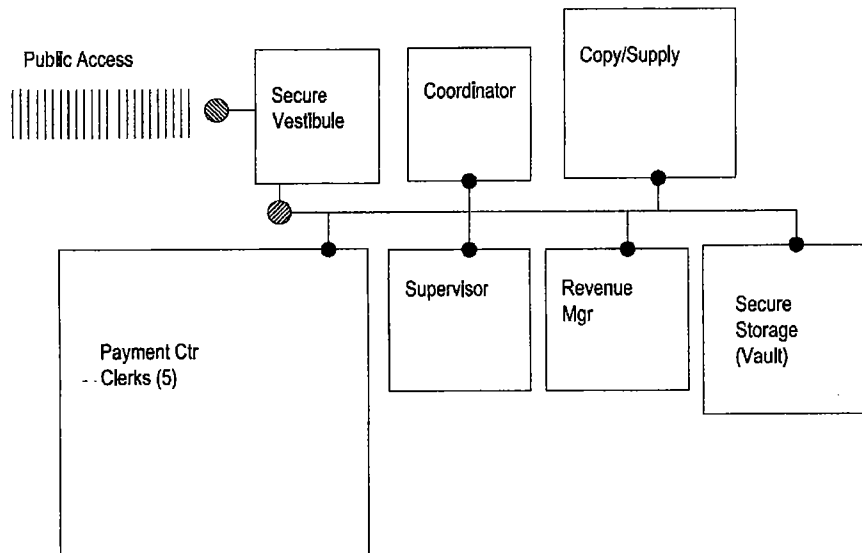 Public Access
Secure
Vestibule
Coordinator
Copy/Supply
Payment Ctr
Clerks (5)
Supervisor
Revenue
Mgr
Secure
Storage
(Vault)